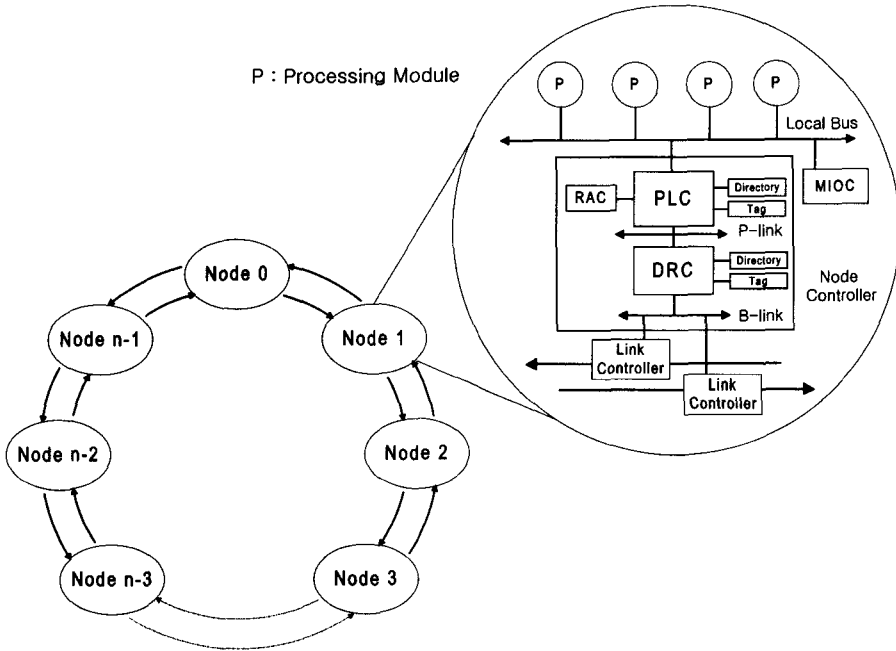 P : Processing Module
P P P P
Local Bus
MIOC
RAC
PLC
Directory
Tag
P-link
DRC
Directory
Tag
Node
Controller
B-link
Link
Controller
Link
Controller
Node 0
Node n-1
Node 1
Node n-2
Node 2
Node n-3
Node 3